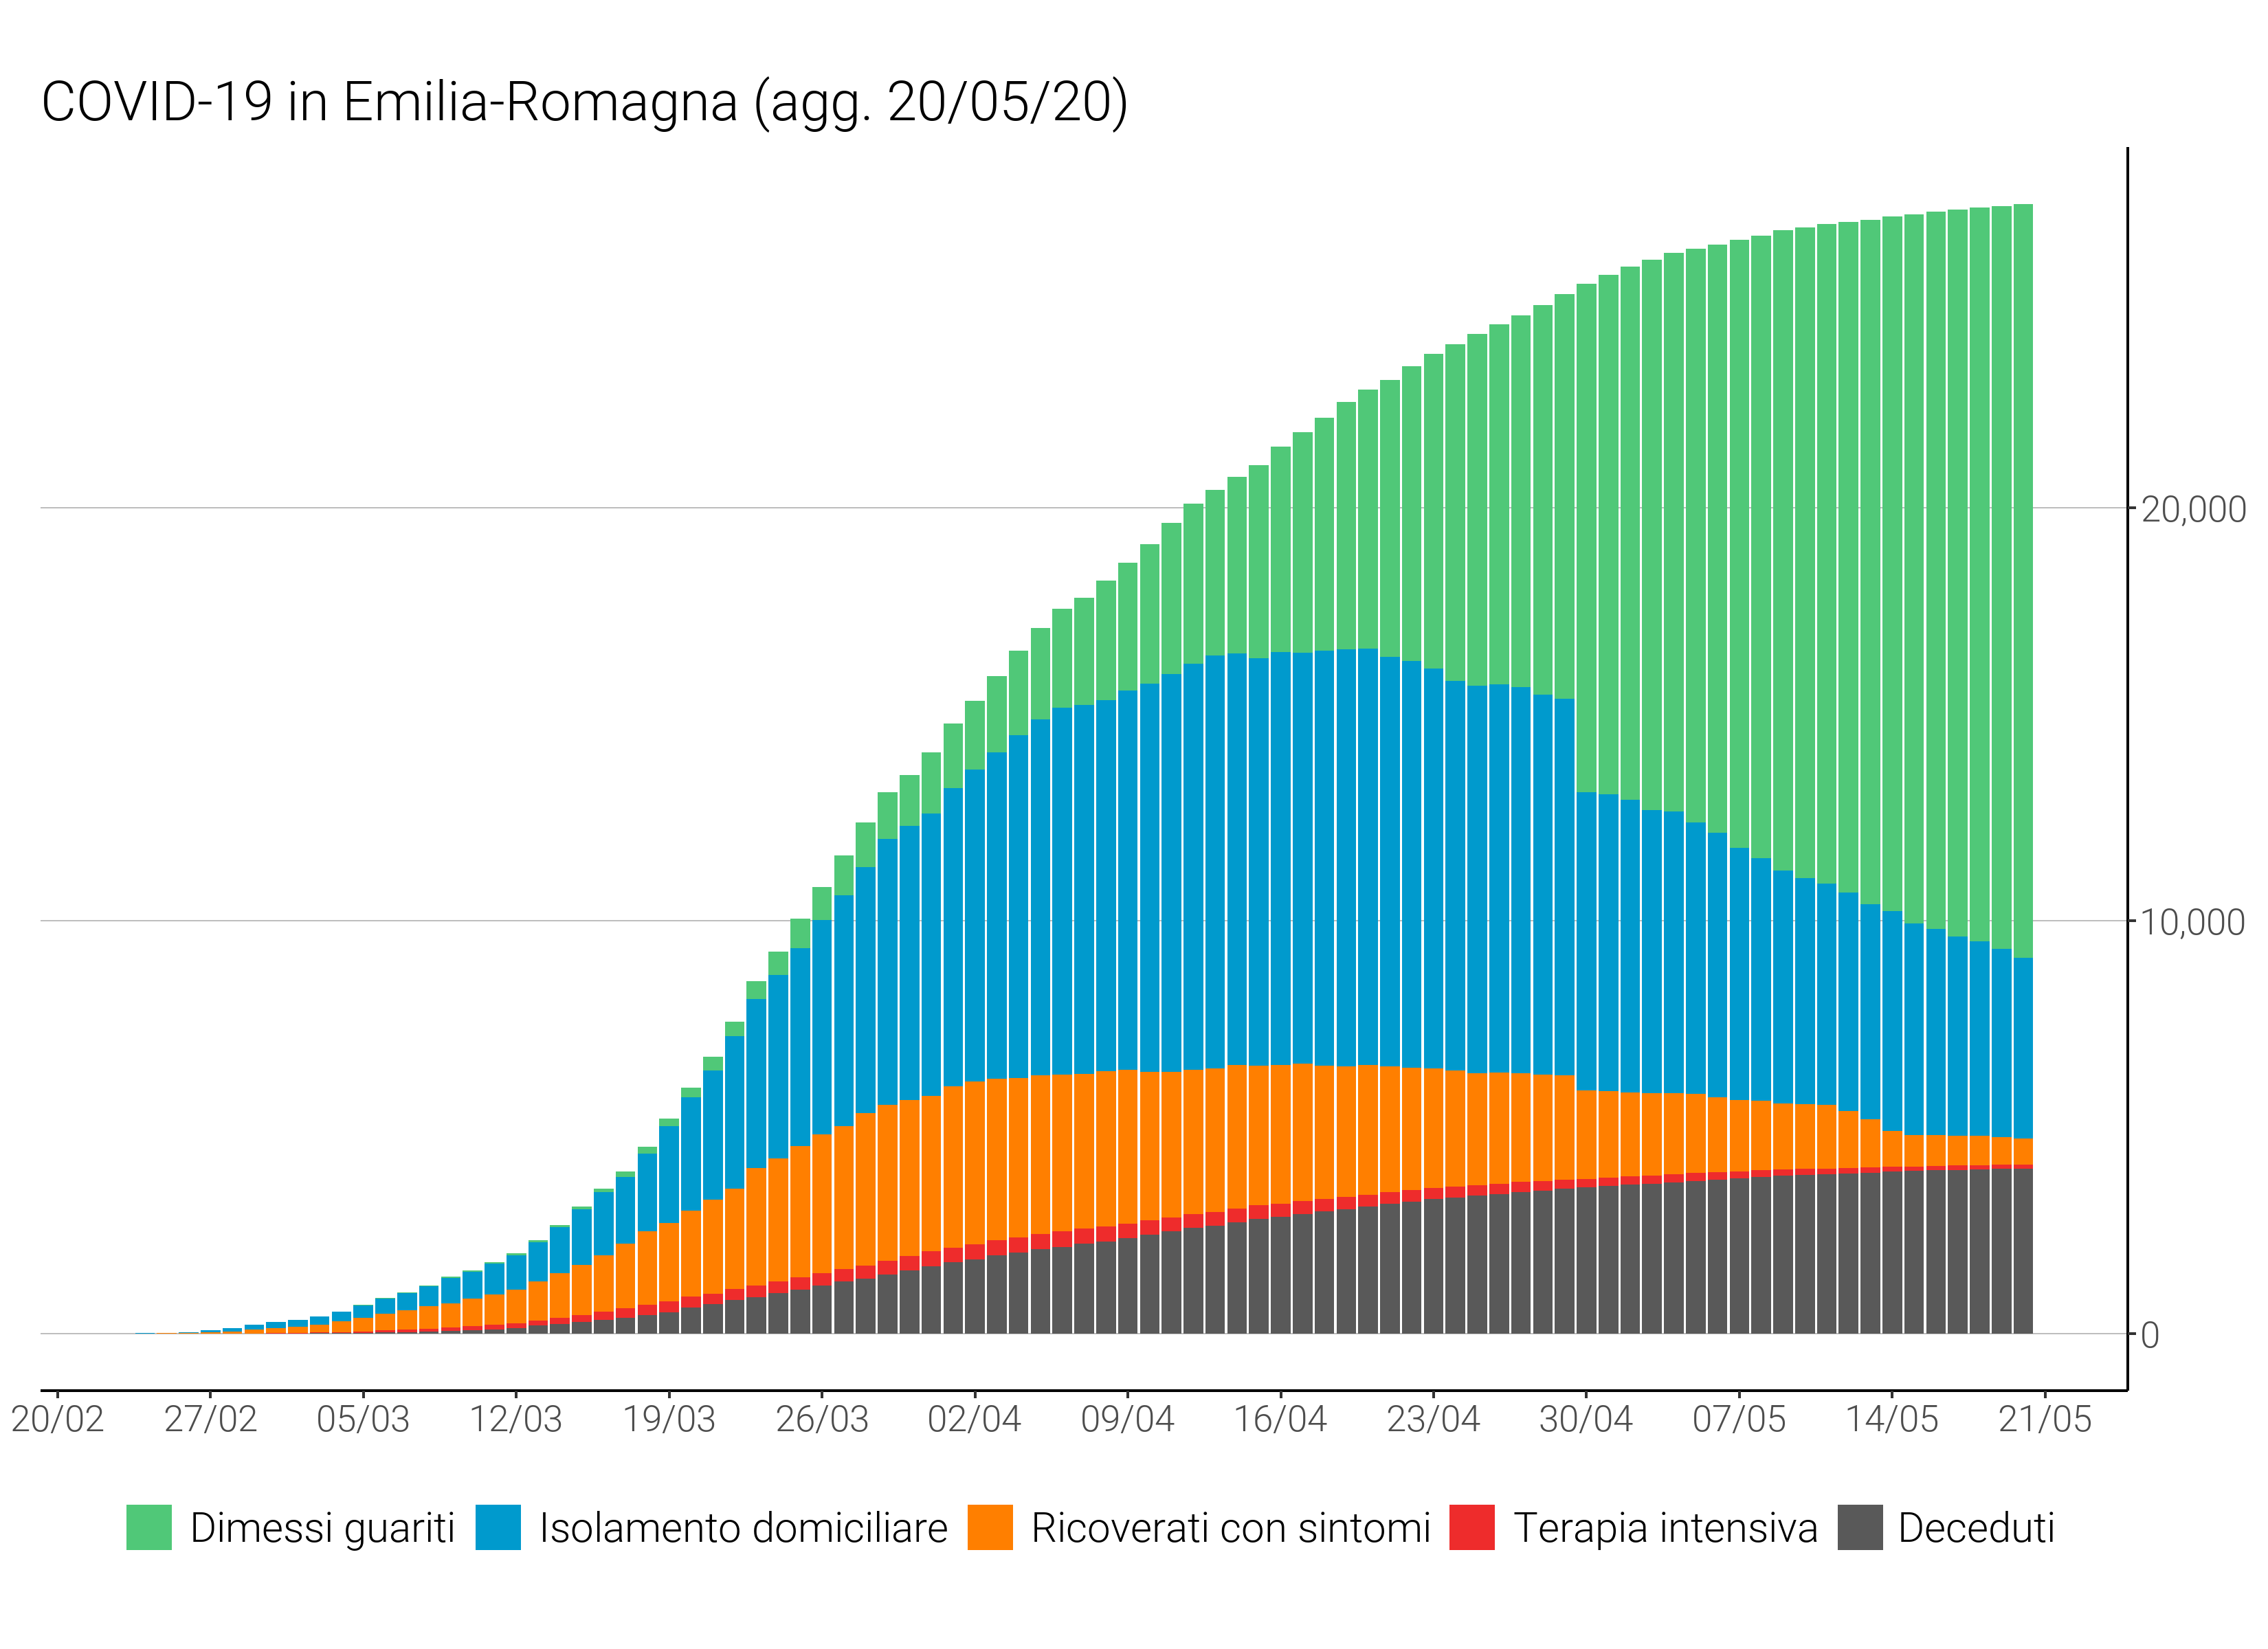 COVID-19 in Emilia-Romagna (agg. 20/05/20)
20,000
10,000
0
20/02 27/02 05/03 12/03 19/03 26/03 02/04 09/04 16/04 23/04 30/04 07/05 14/05 21/05
Dimessi guariti Isolamento domiciliare Ricoverati con sintomi Terapia intensiva Deceduti